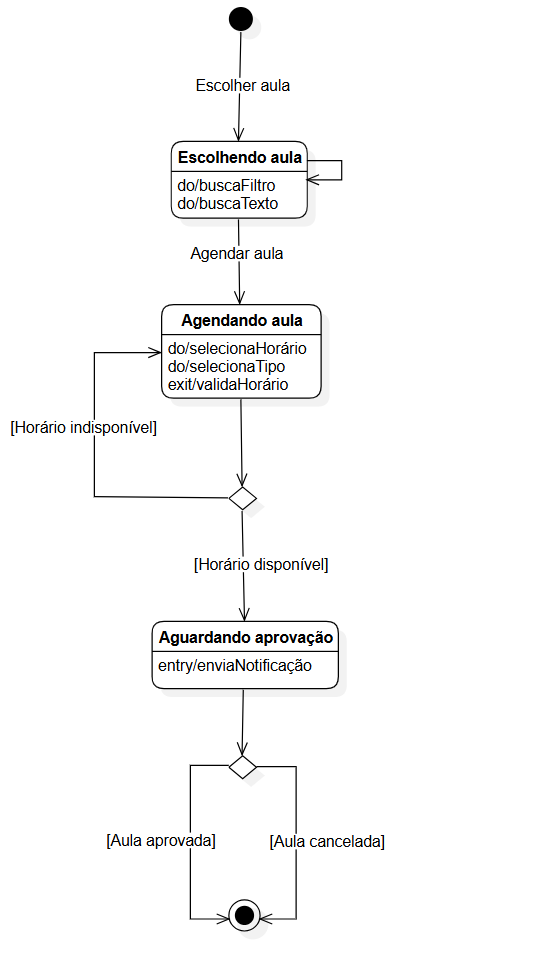 Escolher aula
Escolhendo aula
do/buscaFiltro
do/buscaTexto
Agendar aula
Agendando aula
do/selecionaHorário
do/selecionaTipo
exit/validaHorário
[Horário indisponível]
[Horário disponível]
Aguardando aprovação
entry/enviaNotificação
[Aula aprovada]
[Aula cancelada]